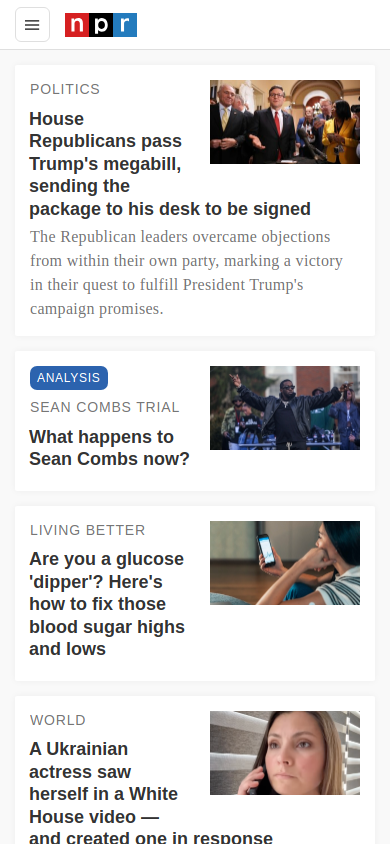 npr
POLITICS
House
Republicans pass
Trump's megabill,
sending the
package to his desk to be signed
The Republican leaders overcame objections
from within their own party, marking a victory
in their quest to fulfill President Trump's
campaign promises.
ANALYSIS
SEAN COMBS TRIAL
What happens to
Sean Combs now?
LIVING BETTER
Are you a glucose
'dipper'? Here's
how to fix those
blood sugar highs
and lows
WORLD
A Ukrainian
actress saw
herself in a White
House video —
and created one in response